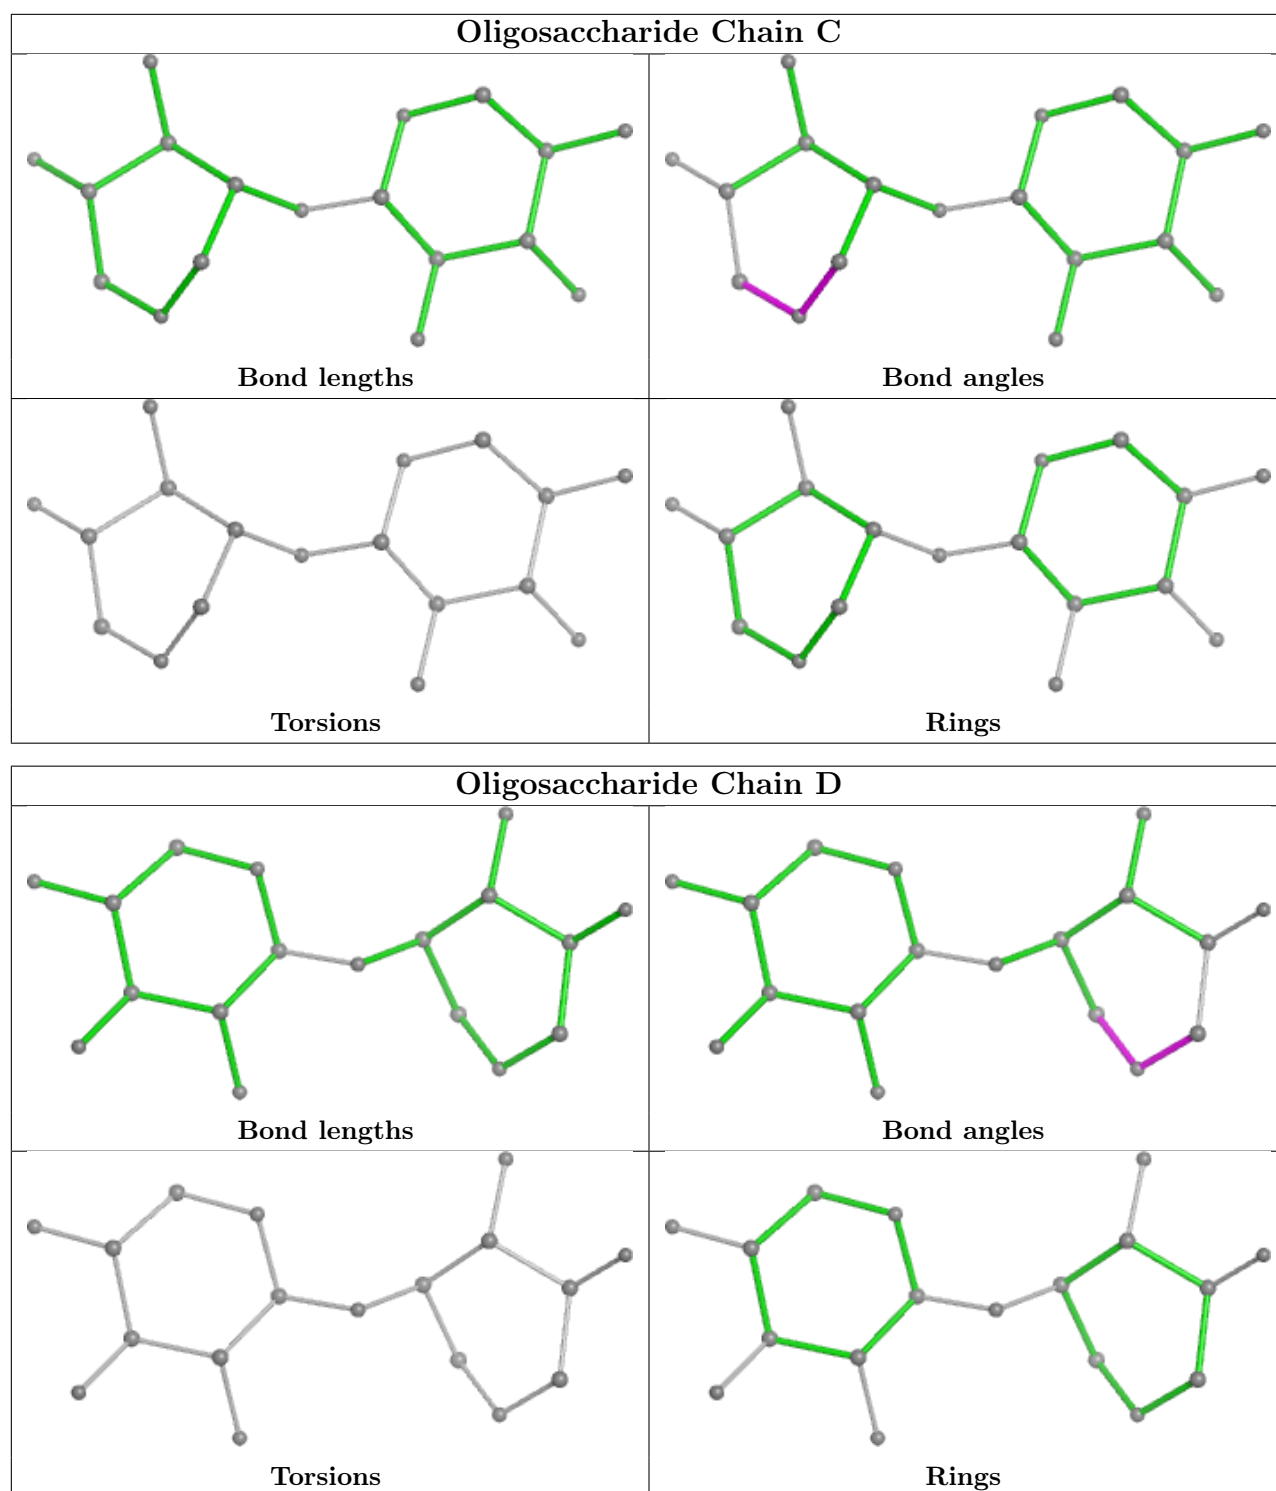 Oligosaccharide Chain C
Bond lengths
Bond angles
Torsions
Rings
Oligosaccharide Chain D
Bond lengths
Bond angles
Torsions
Rings